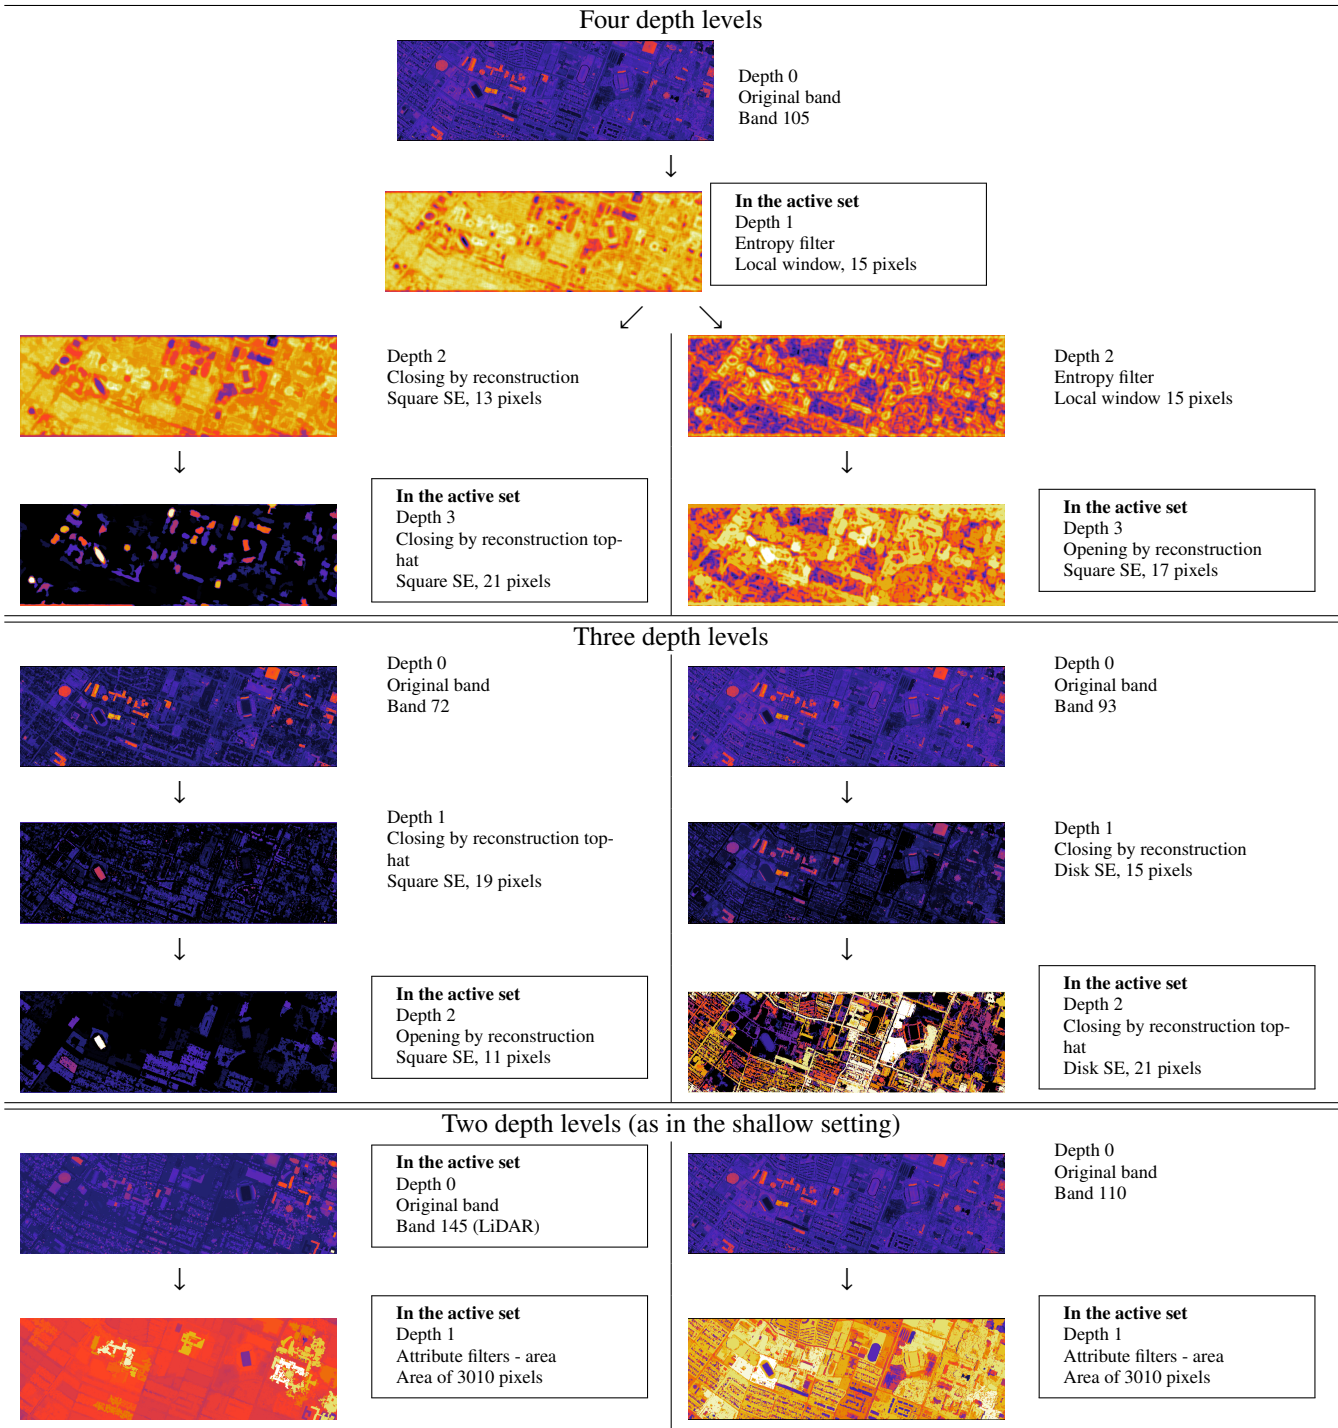 Four depth levels
Depth 0
Original band
Band 105
In the active set
Depth 1
Entropy filter
Local window, 15 pixels
Depth 2
Closing by reconstruction
Square SE, 13 pixels
Depth 2
Entropy filter
Local window 15 pixels
In the active set
Depth 3
Closing by reconstruction top-
hat
Square SE, 21 pixels
In the active set
Depth 3
Opening by reconstruction
Square SE, 17 pixels
Three depth levels
Depth 0
Original band
Band 72
Depth 0
Original band
Band 93
Depth 1
Closing by reconstruction top-
hat
Square SE, 19 pixels
Depth 1
Closing by reconstruction
Disk SE, 15 pixels
In the active set
Depth 2
Opening by reconstruction
Square SE, 11 pixels
In the active set
Depth 2
Closing by reconstruction top-
hat
Disk SE, 21 pixels
Two depth levels (as in the shallow setting)
In the active set
Depth 0
Original band
Band 145 (LiDAR)
Depth 0
Original band
Band 110
In the active set
Depth 1
Attribute filters - area
Area of 3010 pixels
In the active set
Depth 1
Attribute filters - area
Area of 3010 pixels